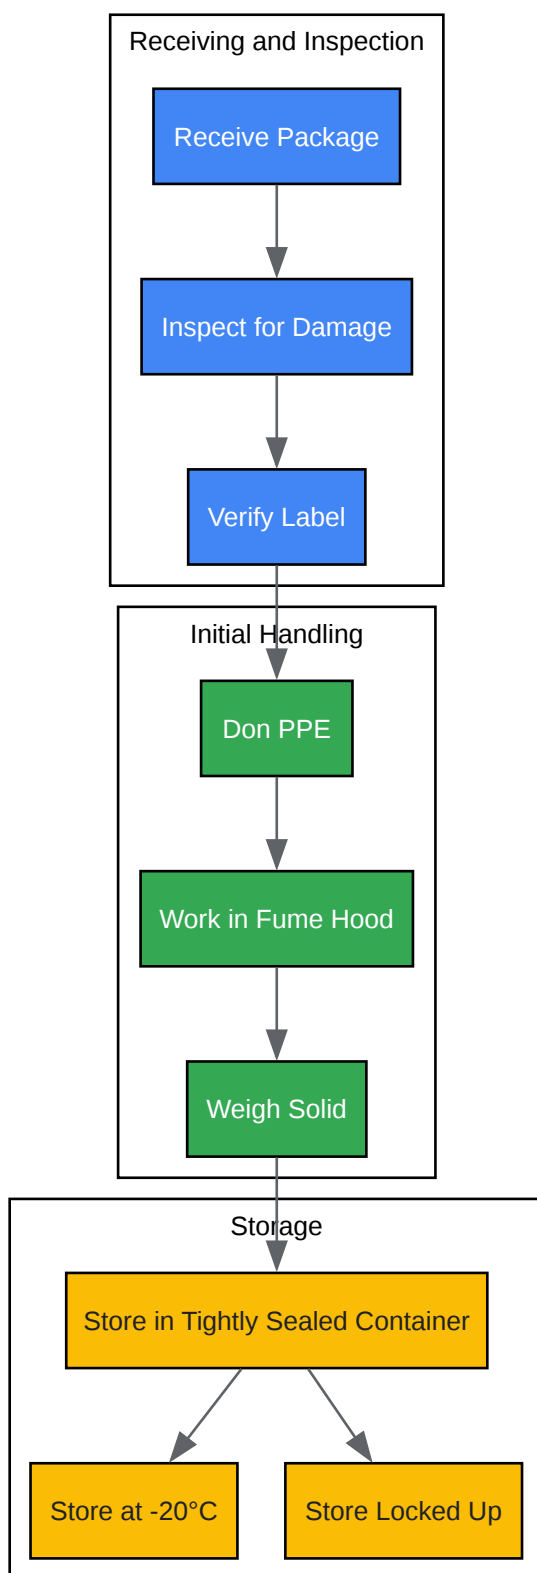 Receiving and Inspection
Receive Package
Inspect for Damage
Verify Label
Initial Handling
Don PPE
Work in Fume Hood
Weigh Solid
Storage
Store in Tightly Sealed Container
Store at -20°C
Store Locked Up